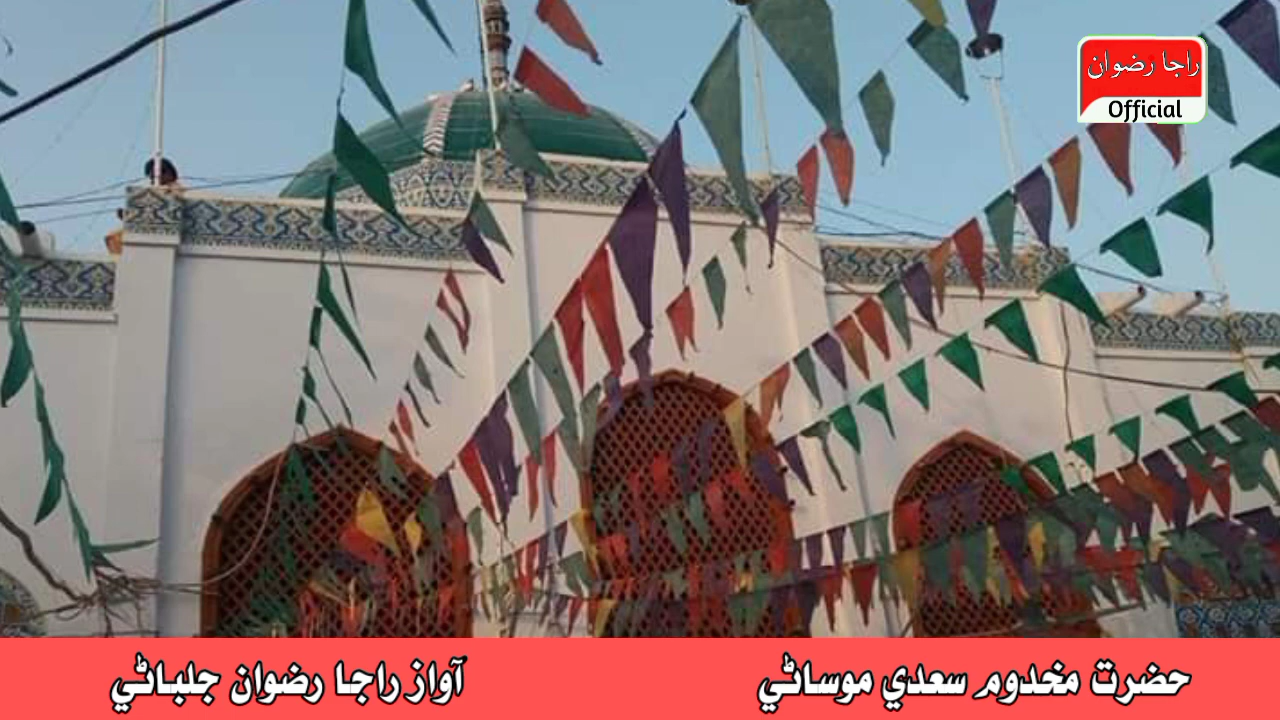 راجا رضوان
Official
حضرت مخدوم سعدي موساڻي
آواز راجا رضوان جلباڻي